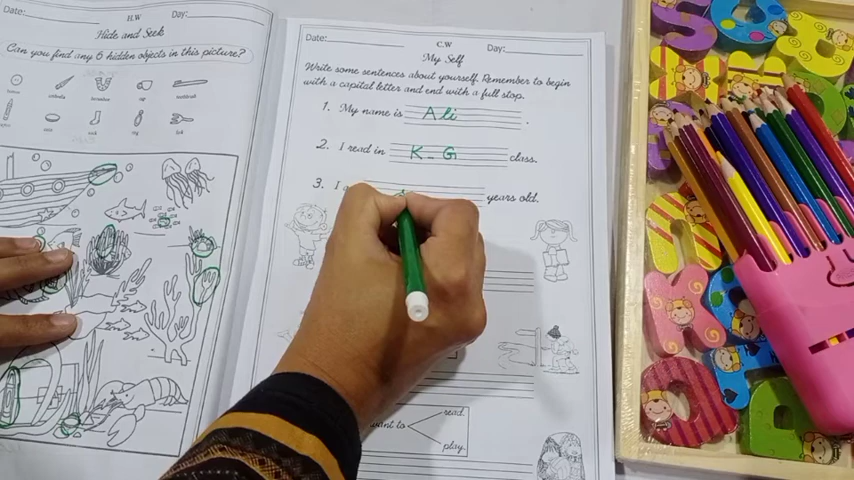 Date: H.W Day:
Hide and Seek
Can you find any 6 hidden objects in this picture?
Date: C.W Day:
My Self
Write some sentences about yourself. Remember to begin
with a capital letter and end with a full stop.
1. My name is Ali .
2. I read in K-G class.
3. I years old.
want to read
play